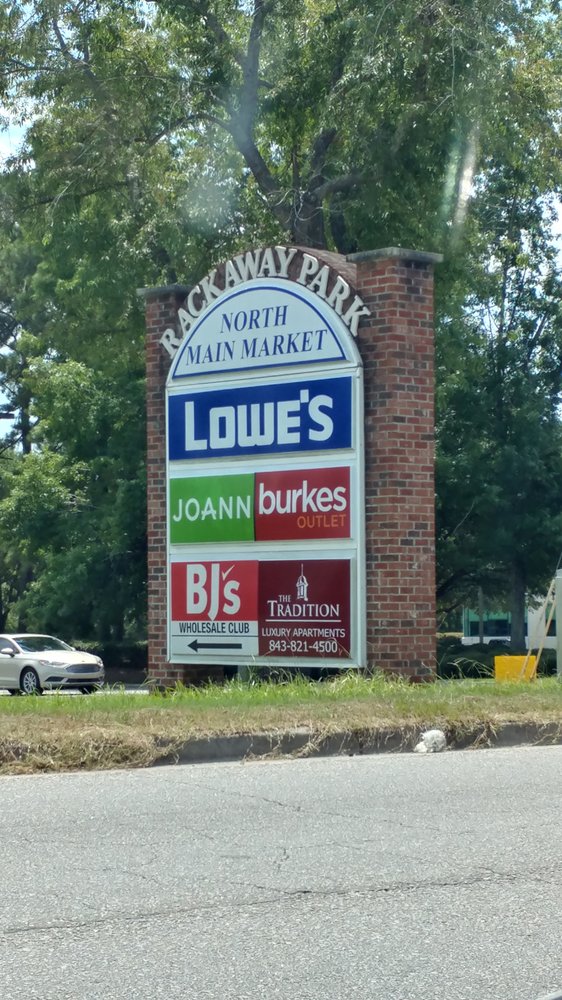 RACKAWAY PARK
NORTH
MAIN MARKET
LOWE'S
JOANN
burkes
OUTLET
BJ's
WHOLESALE CLUB
THE
TRADITION
LUXURY APARTMENTS
843-821-4500